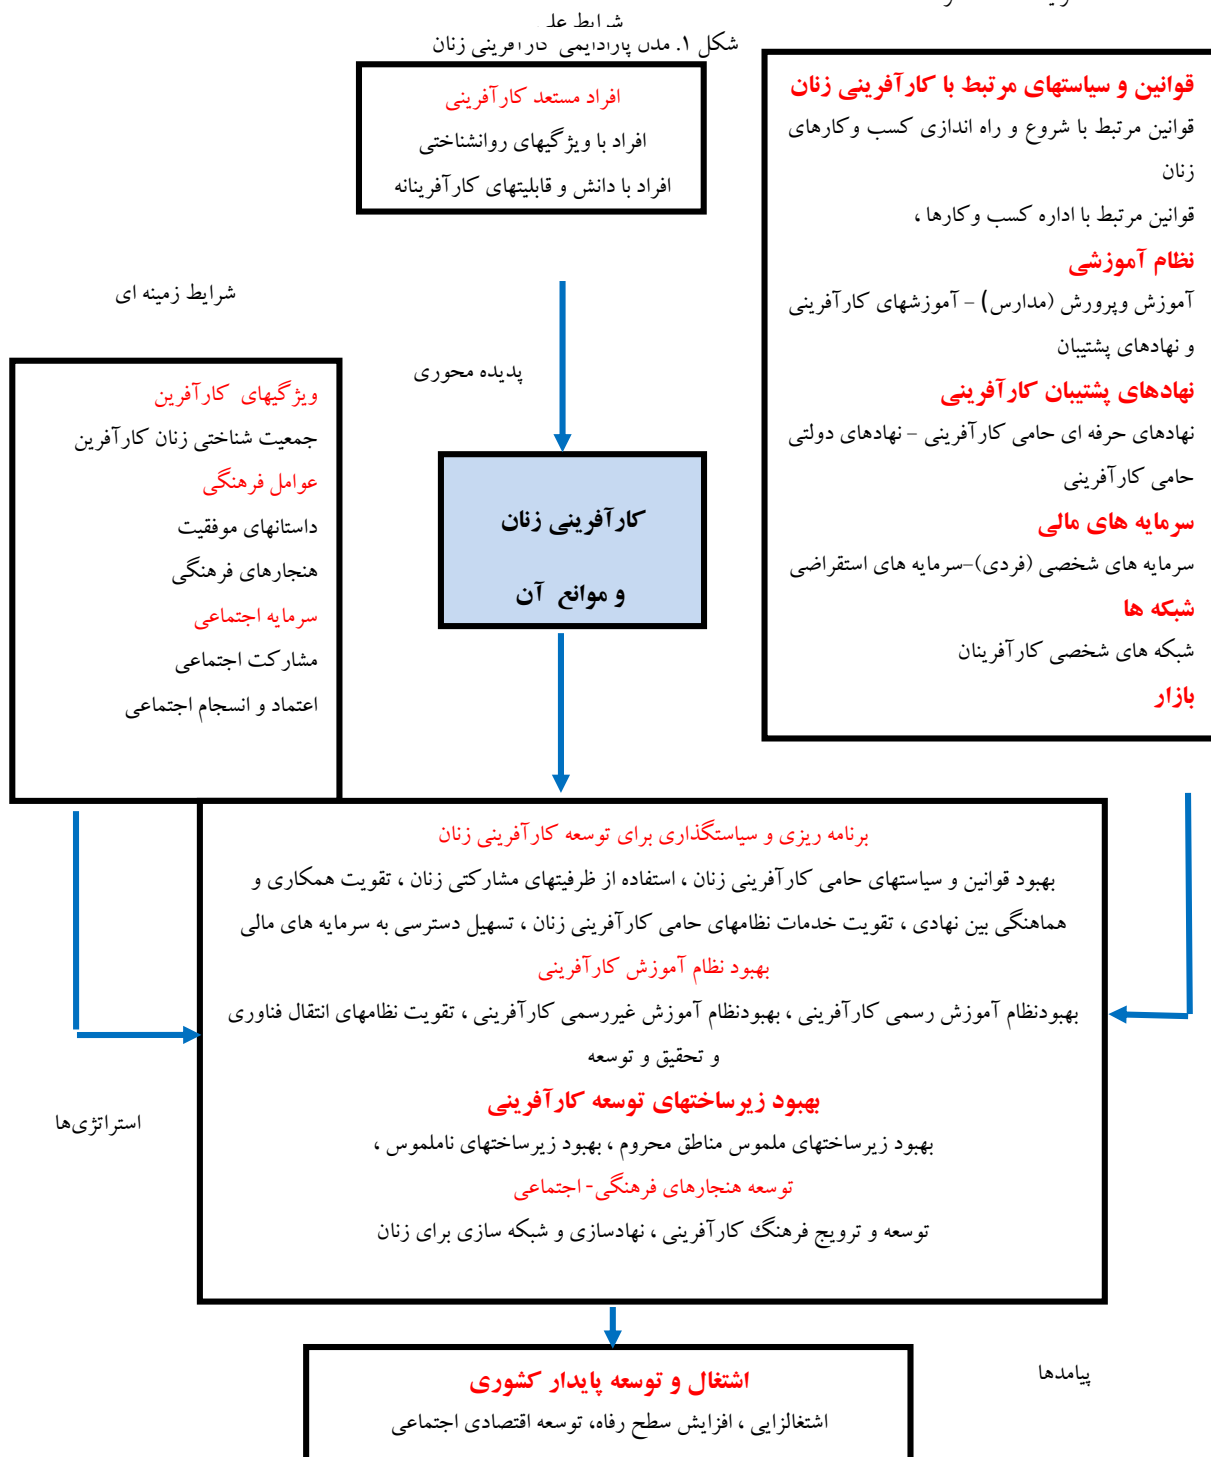 شرایط علی
شکل ۱. مدل پارادایمی کارآفرینی زنان
افراد مستعد کارآفرینی
افراد با ویژگیهای روانشناختی
افراد با دانش و قابلیتهای کارآفرینانه
قوانین و سیاستهای مرتبط با کارآفرینی زنان
قوانین مرتبط با شروع و راه اندازی کسب وکارهای
زنان
قوانین مرتبط با اداره کسب وکارها ،
نظام آموزشی
آموزش وپرورش (مدارس) – آموزشهای کارآفرینی
و نهادهای پشتیبان
نهادهای پشتیبان کارآفرینی
نهادهای حرفه ای حامی کارآفرینی – نهادهای دولتی
حامی کارآفرینی
سرمایه های مالی
سرمایه های شخصی (فردی)–سرمایه های استقراضی
شبکه ها
شبکه های شخصی کارآفرینان
بازار
شرایط زمینه ای
ویژگیهای کارآفرین
جمعیت شناختی زنان کارآفرین
عوامل فرهنگی
داستانهای موفقیت
هنجارهای فرهنگی
سرمایه اجتماعی
مشارکت اجتماعی
اعتماد و انسجام اجتماعی
پدیده محوری
کارآفرینی زنان
و موانع آن
برنامه ریزی و سیاستگذاری برای توسعه کارآفرینی زنان
بهبود قوانین و سیاستهای حامی کارآفرینی زنان ، استفاده از ظرفیتهای مشارکتی زنان ، تقویت همکاری و
هماهنگی بین نهادی ، تقویت خدمات نظامهای حامی کارآفرینی زنان ، تسهیل دسترسی به سرمایه های مالی
بهبود نظام آموزش کارآفرینی
بهبودنظام آموزش رسمی کارآفرینی ، بهبودنظام آموزش غیررسمی کارآفرینی ، تقویت نظامهای انتقال فناوری
و تحقیق و توسعه
بهبود زیرساختهای توسعه کارآفرینی
بهبود زیرساختهای ملموس مناطق محروم ، بهبود زیرساختهای ناملموس ،
توسعه هنجارهای فرهنگی- اجتماعی
توسعه و ترویج فرهنگ کارآفرینی ، نهادسازی و شبکه سازی برای زنان
استراتژی‌ها
پیامدها
اشتغال و توسعه پایدار کشوری
اشتغالزایی ، افزایش سطح رفاه، توسعه اقتصادی اجتماعی